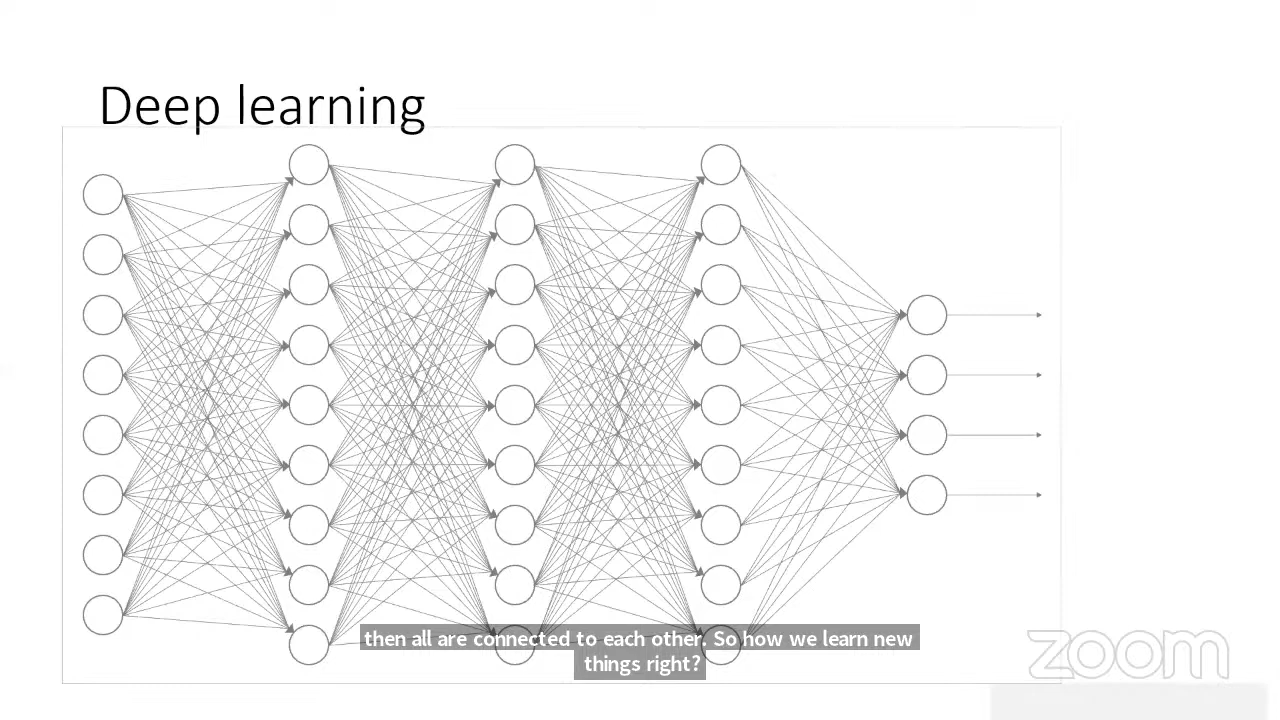 Deep learning
then all are connected to each other. So how we learn new
things right?
zoom